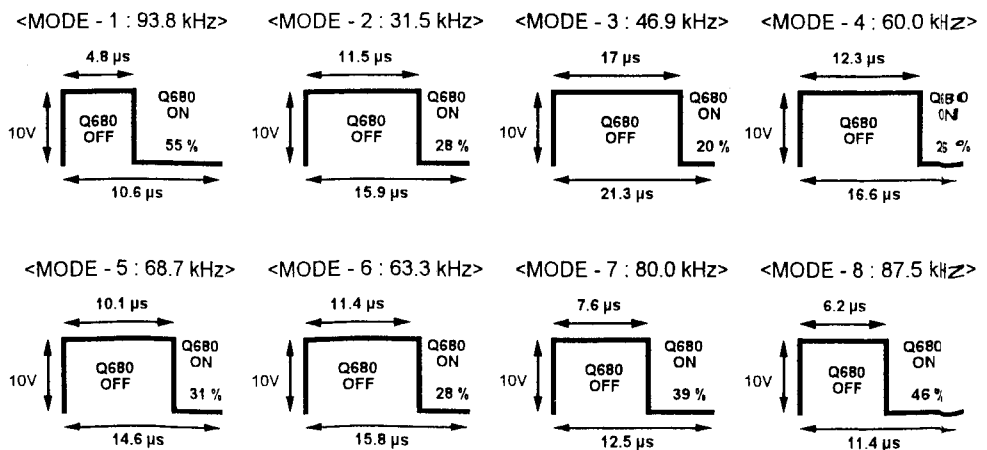 <MODE - 1 : 93.8 kHz>
4.8 µs
10V
Q680
OFF
Q680
ON
55 %
10.6 µs
<MODE - 2 : 31.5 kHz>
11.5 µs
10V
Q680
OFF
Q680
ON
28 %
15.9 µs
<MODE - 3 : 46.9 kHz>
17 µs
10V
Q680
OFF
Q680
ON
20 %
21.3 µs
<MODE - 4 : 60.0 kHz>
12.3 µs
10V
Q680
OFF
Q680
ON
%
16.6 µs
<MODE - 5 : 68.7 kHz>
10.1 µs
10V
Q680
OFF
Q680
ON
31 %
14.6 µs
<MODE - 6 : 63.3 kHz>
11.4 µs
10V
Q680
OFF
Q680
ON
28 %
15.8 µs
<MODE - 7 : 80.0 kHz>
7.6 µs
10V
Q680
OFF
Q680
ON
39 %
12.5 µs
<MODE - 8 : 87.5 kHz>
6.2 µs
10V
Q680
OFF
Q680
ON
46 %
11.4 µs